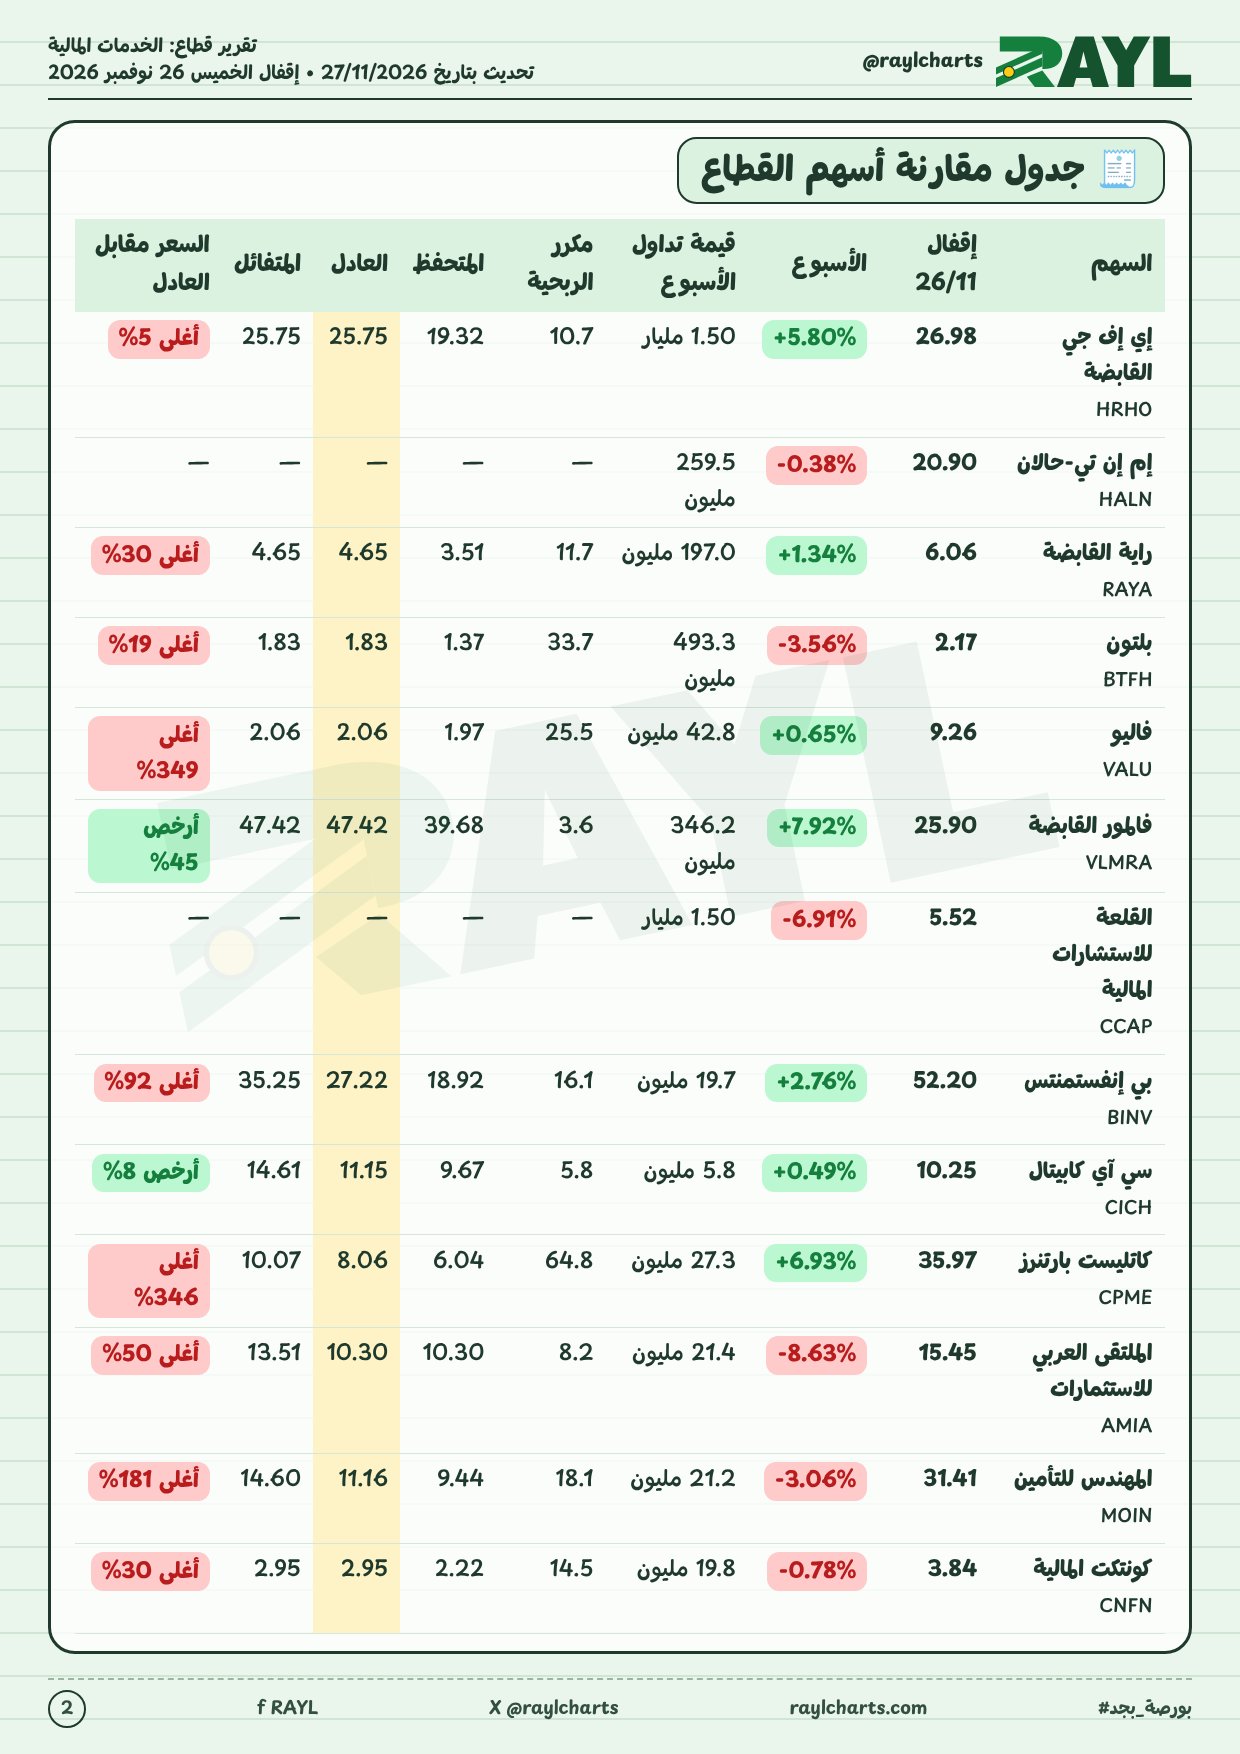 RAYL
@raylcharts
تقرير قطاع: الخدمات المالية
تحديث بتاريخ 27/11/2026 • إقفال الخميس 26 نوفمبر 2026
جدول مقارنة أسهم القطاع
السهم إقفال 26/11 الأسبوع قيمة تداول الأسبوع مكرر الربحية المتحفظ العادل المتفائل السعر مقابل العادل
إي إف جي القابضة HRHO 26.98 +5.80% 1.50 مليار 10.7 19.32 25.75 25.75 أغلى 5%
إم إن تي-حالان HALN 20.90 -0.38% 259.5 مليون — — — — —
راية القابضة RAYA 6.06 +1.34% 197.0 مليون 11.7 3.51 4.65 4.65 أغلى 30%
بلتون BTFH 2.17 -3.56% 493.3 مليون 33.7 1.37 1.83 1.83 أغلى 19%
فاليو VALU 9.26 +0.65% 42.8 مليون 25.5 1.97 2.06 2.06 أغلى 349%
فالمور القابضة VLMRA 25.90 +7.92% 346.2 مليون 3.6 39.68 47.42 47.42 أرخص 45%
القلعة للاستشارات المالية CCAP 5.52 -6.91% 1.50 مليار — — — — —
بي إنفستمنتس BINV 52.20 +2.76% 19.7 مليون 16.1 18.92 27.22 35.25 أغلى 92%
سي آي كابيتال CICH 10.25 +0.49% 5.8 مليون 5.8 9.67 11.15 14.61 أرخص 8%
كاتليست بارتنرز CPME 35.97 +6.93% 27.3 مليون 64.8 6.04 8.06 10.07 أغلى 346%
الملتقى العربي للاستثمارات AMIA 15.45 -8.63% 21.4 مليون 8.2 10.30 10.30 13.51 أغلى 50%
المهندس للتأمين MOIN 31.41 -3.06% 21.2 مليون 18.1 9.44 11.16 14.60 أغلى 181%
كونتكت المالية CNFN 3.84 -0.78% 19.8 مليون 14.5 2.22 2.95 2.95 أغلى 30%
#بورصة_بجد raylcharts.com X @raylcharts f RAYL 2